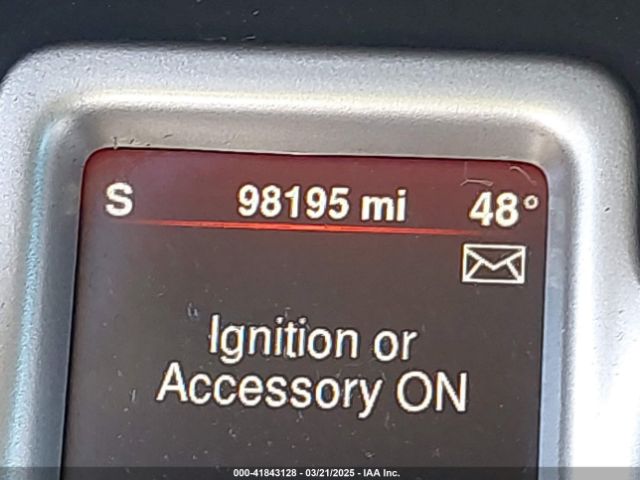 S 98195 mi 48°
Ignition or
Accessory ON
000-41843128 - 03/21/2025 - IAA Inc.